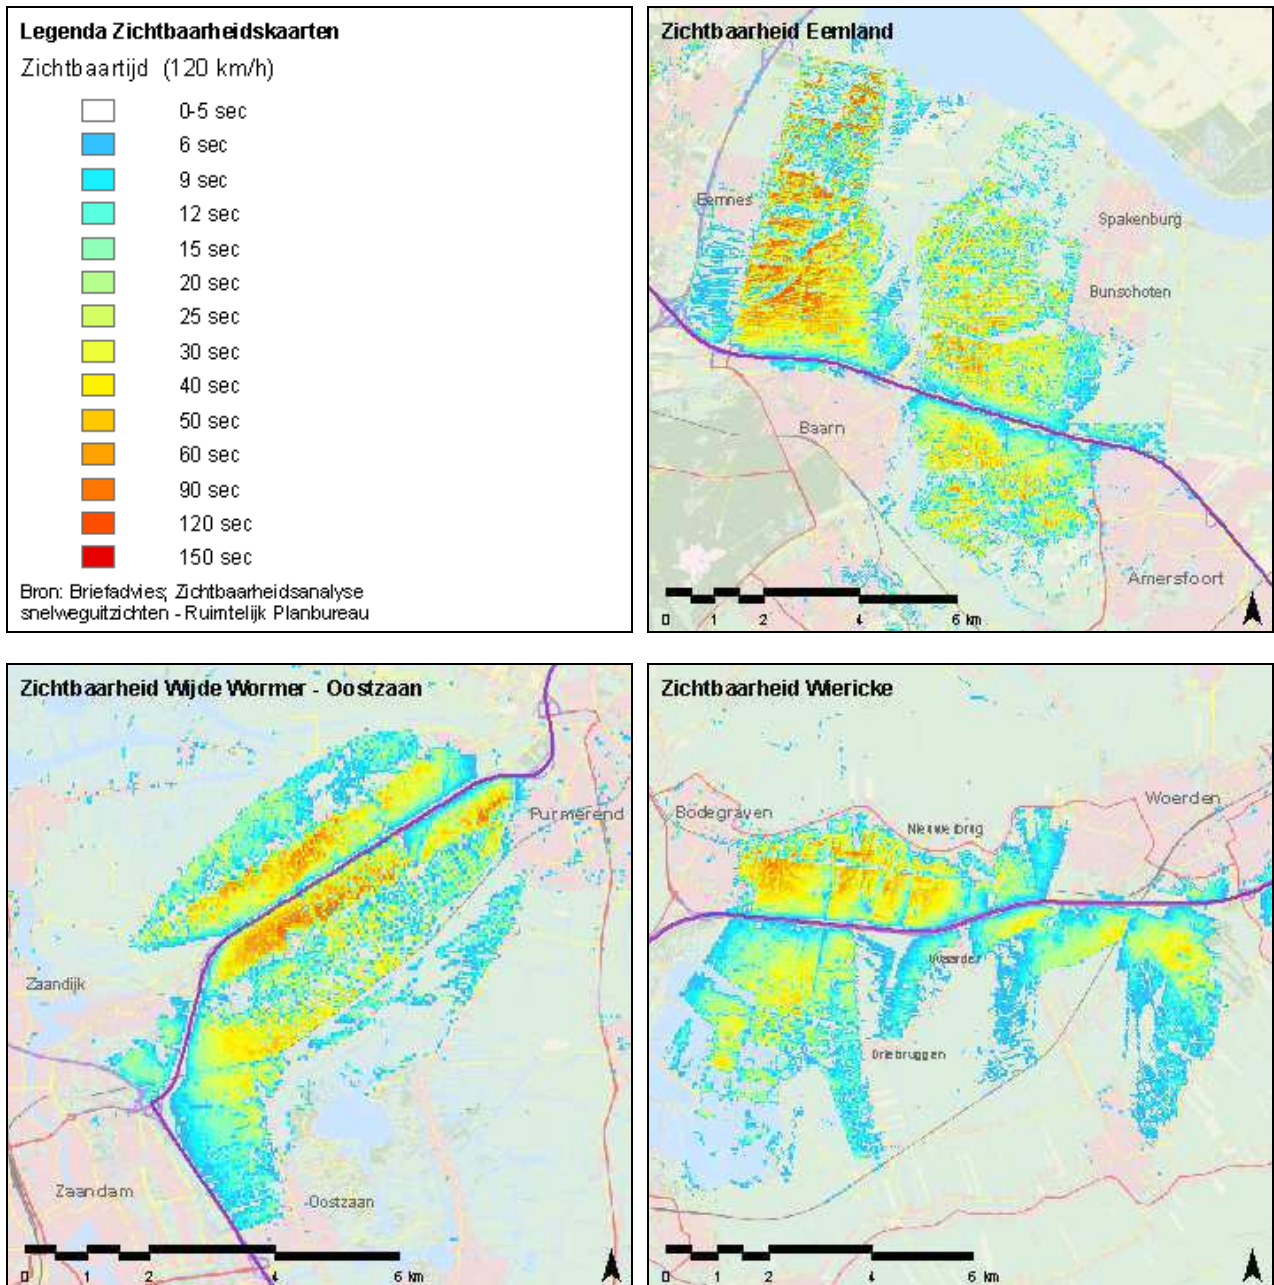 Legenda Zichtbaarheidskaarten
Zichtbaartijd (120 km/h)
0-5 sec
6 sec
9 sec
12 sec
15 sec
20 sec
25 sec
30 sec
40 sec
50 sec
60 sec
90 sec
120 sec
150 sec
Bron: Briefadvies; Zichtbaarheidsanalyse
snelweguitzichten - Ruimtelijk Planbureau
Zichtbaarheid Eemland
Eemnes
Spakenburg
Bunschoten
Baarn
Amersfoort
0 1 2 4 6 km
Zichtbaarheid Wijde Wormer - Oostzaan
Purmerend
Zaandijk
Zaandam
Oostzaan
0 1 2 4 6 km
Zichtbaarheid Wiericke
Bodegraven
Woerden
Nieuwerbrug
Waarder
Driebruggen
0 1 2 4 6 km